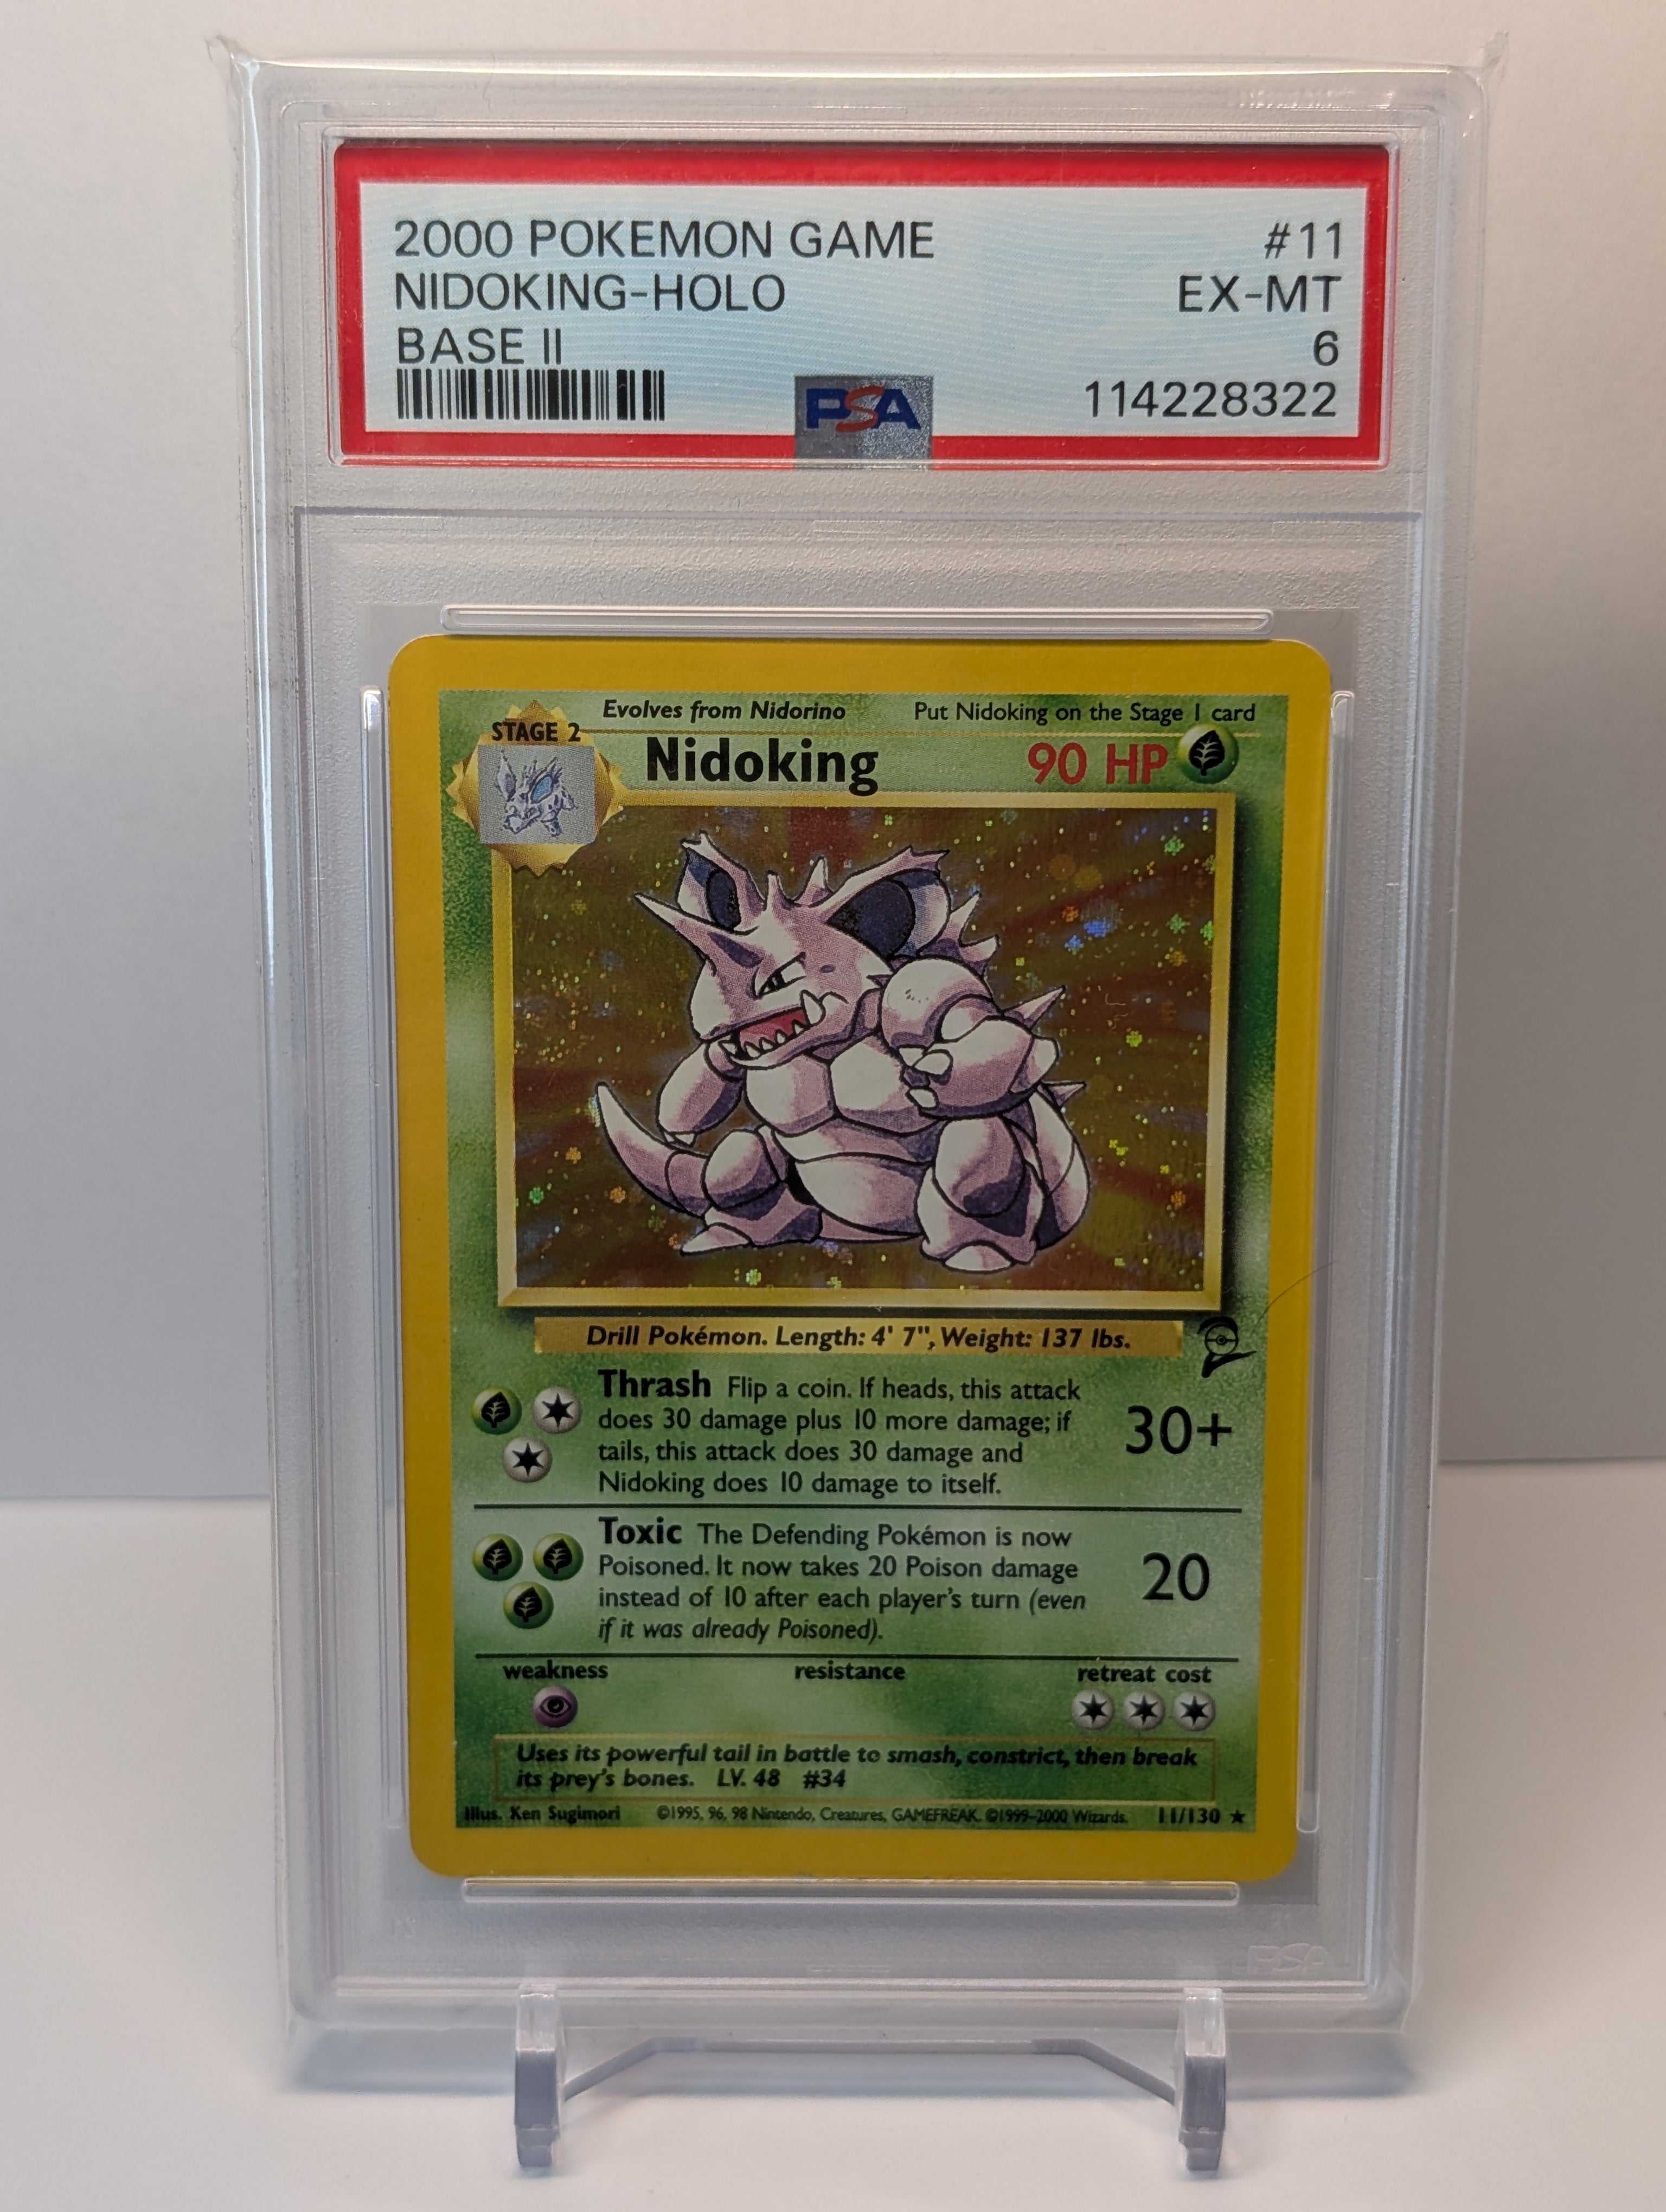 2000 POKEMON GAME #11
NIDOKING-HOLO EX-MT
BASE II 6
PSA 114228322
Evolves from Nidorino Put Nidoking on the Stage 1 card
STAGE 2
Nidoking 90 HP
Drill Pokémon. Length: 4' 7", Weight: 137 lbs.
Thrash Flip a coin. If heads, this attack
does 30 damage plus 10 more damage; if
tails, this attack does 30 damage and
Nidoking does 10 damage to itself.
30+
Toxic The Defending Pokémon is now
Poisoned. It now takes 20 Poison damage
instead of 10 after each player's turn (even
if it was already Poisoned).
20
weakness resistance retreat cost
Uses its powerful tail in battle to smash, constrict, then break
its prey's bones. LV. 48 #34
Illus. Ken Sugimori ©1995, 96, 98 Nintendo, Creatures, GAMEFREAK. ©1999–2000 Wizards. 11/130 ★
PSA